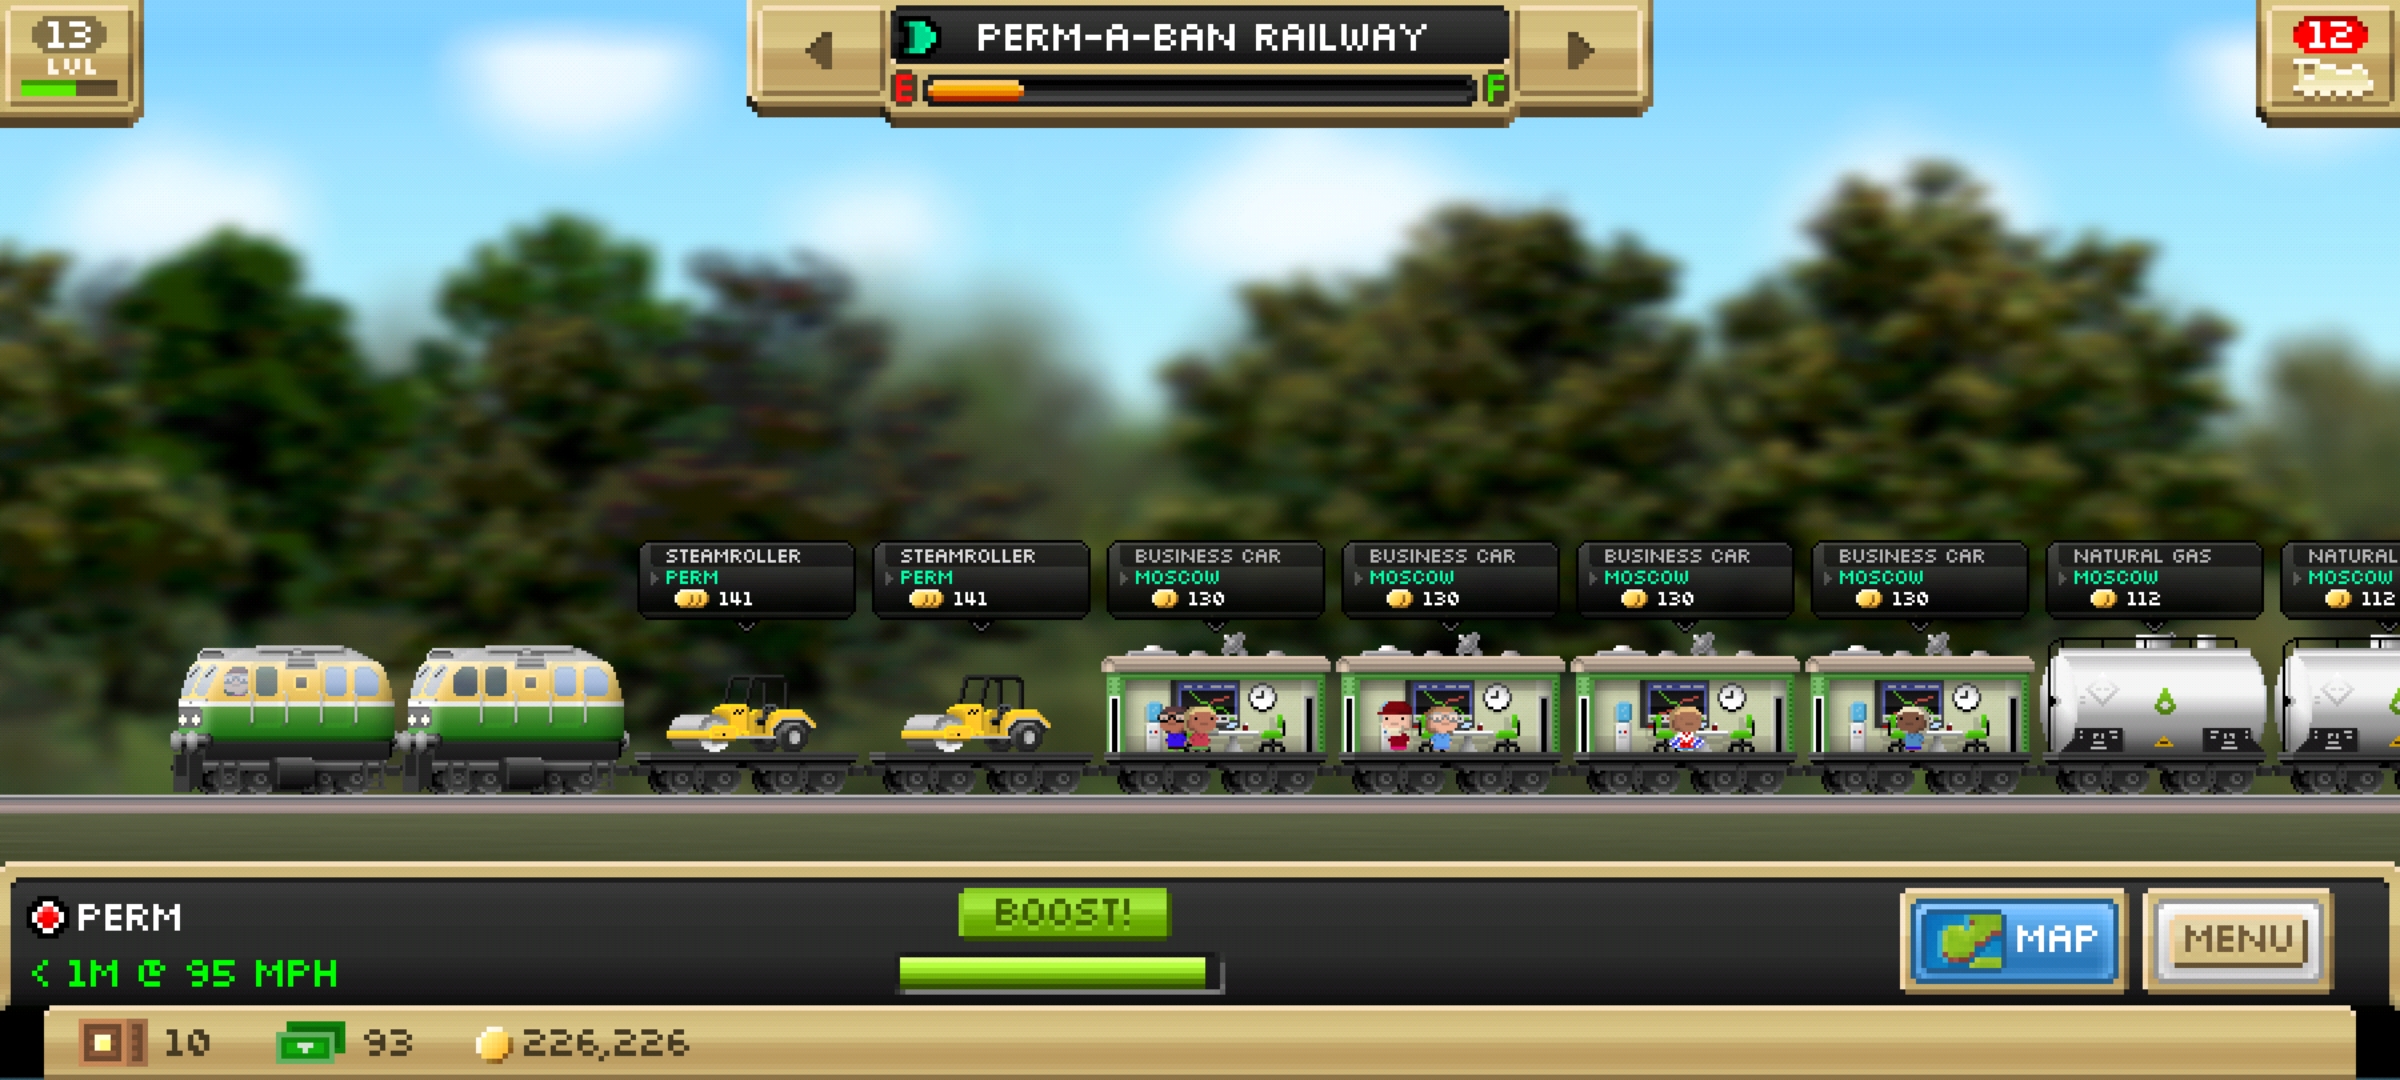 13
LVL
PERM-A-BAN RAILWAY
E
F
12
STEAMROLLER
PERM
141
STEAMROLLER
PERM
141
BUSINESS CAR
MOSCOW
130
BUSINESS CAR
MOSCOW
130
BUSINESS CAR
MOSCOW
130
BUSINESS CAR
MOSCOW
130
NATURAL GAS
MOSCOW
112
NATURAL
MOSCOW
112
PERM
< 1M @ 95 MPH
BOOST!
MAP
MENU
10
93
226,226